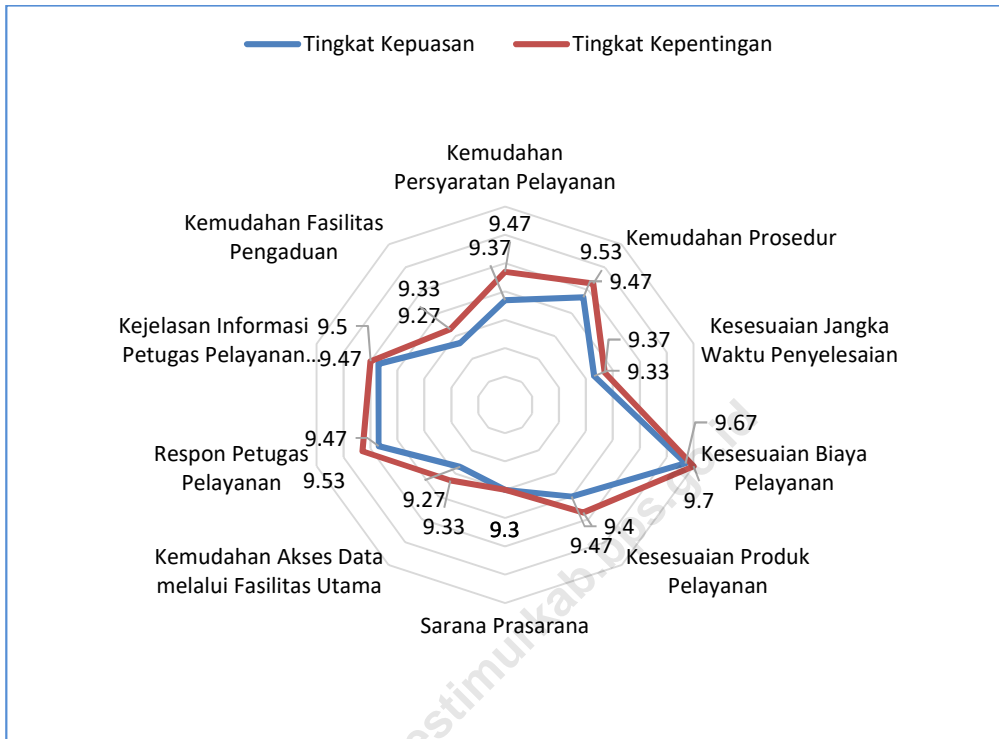 Tingkat Kepuasan
Tingkat Kepentingan
Kemudahan
Persyaratan Pelayanan
9.47
9.37
Kemudahan Prosedur
9.53
9.47
Kesesuaian Jangka
Waktu Penyelesaian
9.37
9.33
Kesesuaian Biaya
Pelayanan
9.67
9.7
Kesesuaian Produk
Pelayanan
9.4
9.47
Sarana Prasarana
9.3
Kemudahan Akses Data
melalui Fasilitas Utama
9.27
9.33
Respon Petugas
Pelayanan
9.47
9.53
Kejelasan Informasi
Petugas Pelayanan...
9.5
9.47
Kemudahan Fasilitas
Pengaduan
9.33
9.27